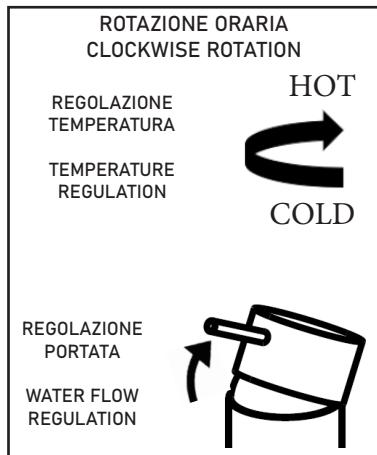 ROTAZIONE ORARIA
CLOCKWISE ROTATION
REGOLAZIONE
TEMPERATURA
TEMPERATURE
REGULATION
HOT
COLD
REGOLAZIONE
PORTATA
WATER FLOW
REGULATION